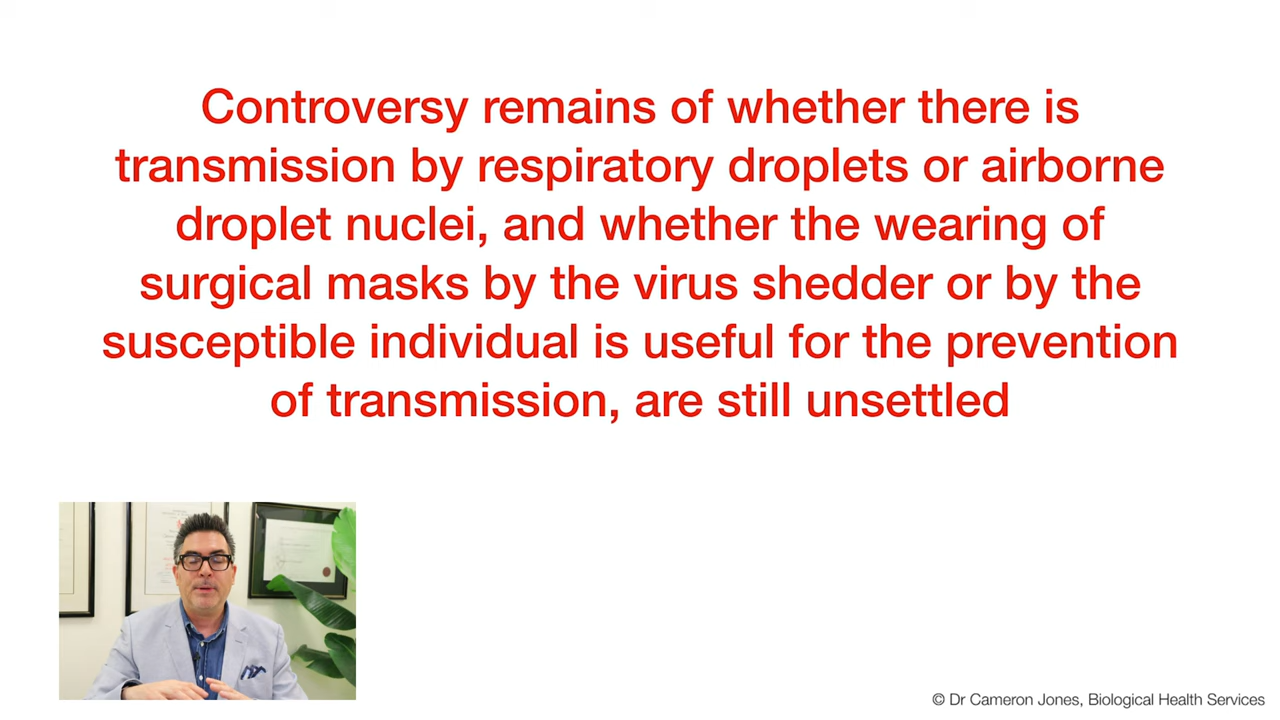 Controversy remains of whether there is
transmission by respiratory droplets or airborne
droplet nuclei, and whether the wearing of
surgical masks by the virus shedder or by the
susceptible individual is useful for the prevention
of transmission, are still unsettled
© Dr Cameron Jones, Biological Health Services